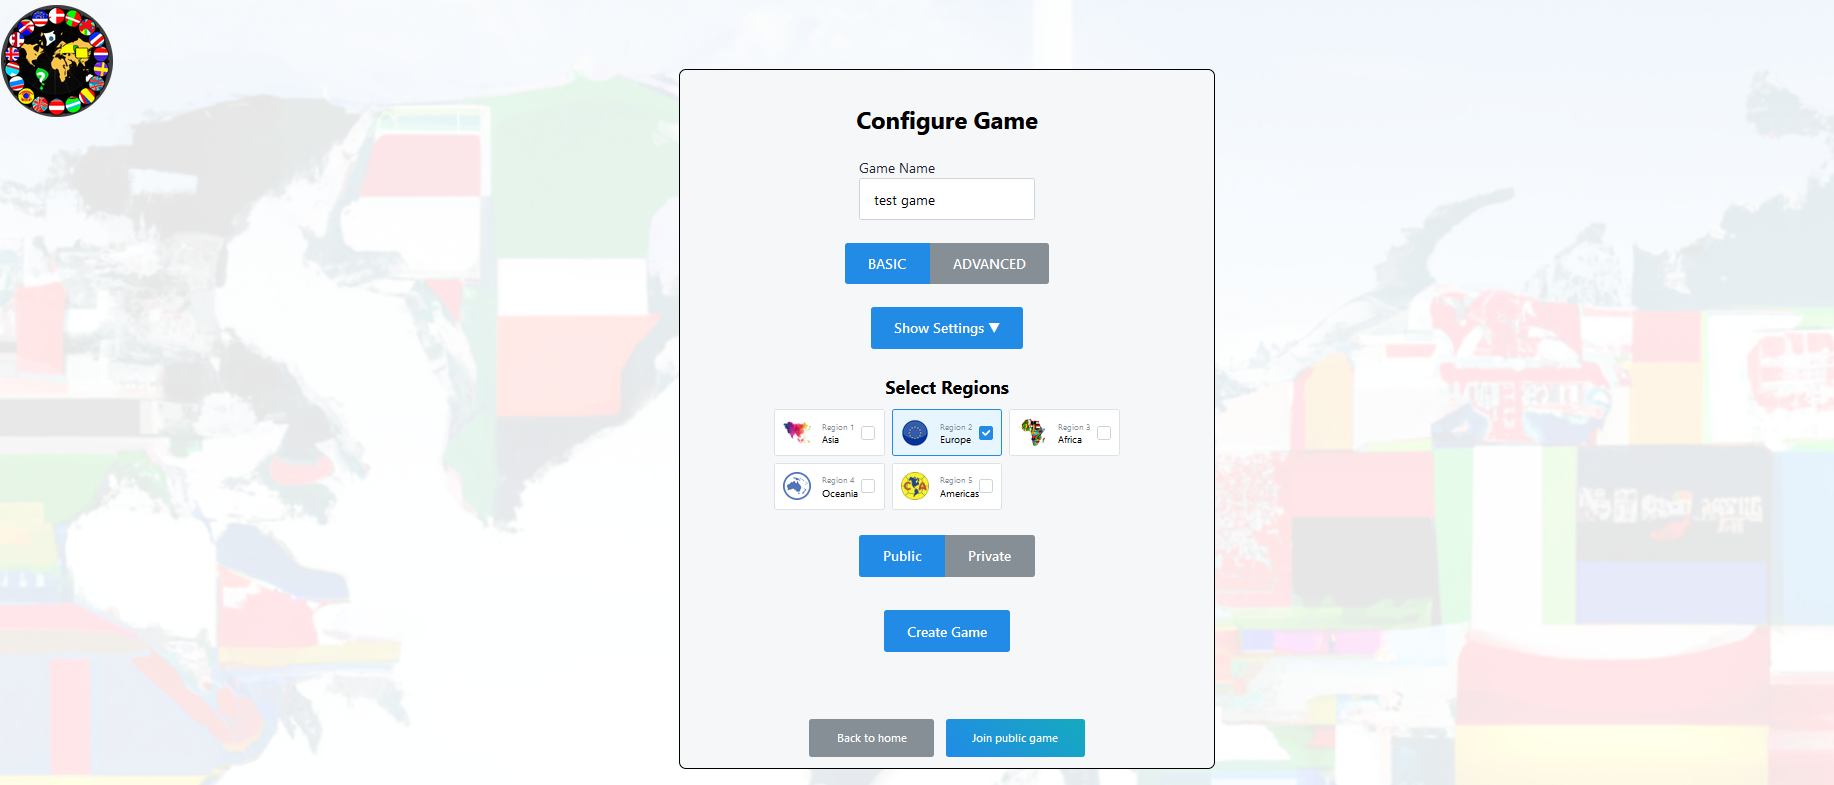 Configure Game
Game Name
test game
BASIC ADVANCED
Show Settings ▼
Select Regions
Region 1
Asia
Region 2
Europe
Region 3
Africa
Region 4
Oceania
Region 5
Americas
Public Private
Create Game
Back to home Join public game